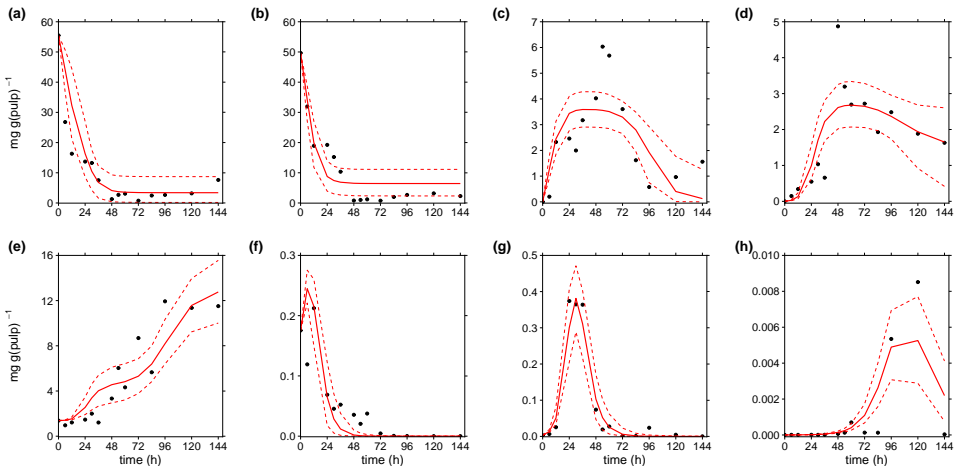 (a) (b) (c) (d)
mg g(pulp) −1
60 50 40 30 20 10 0
0 24 36 48 60 72 84 96 120 144
60 50 40 30 20 10 0
0 24 36 48 60 72 84 96 120 144
7 6 5 4 3 2 1 0
0 24 48 72 96 120 144
5 4 3 2 1 0
0 24 48 72 96 120 144
(e) (f) (g) (h)
mg g(pulp) −1
16 12 8 4 0
0 24 48 72 96 120 144
time (h)
0.3 0.2 0.1 0.0
0 24 48 72 96 120 144
time (h)
0.5 0.4 0.3 0.2 0.1 0.0
0 24 48 72 96 120 144
time (h)
0.010 0.008 0.006 0.004 0.002 0.000
0 24 48 72 96 120 144
time (h)